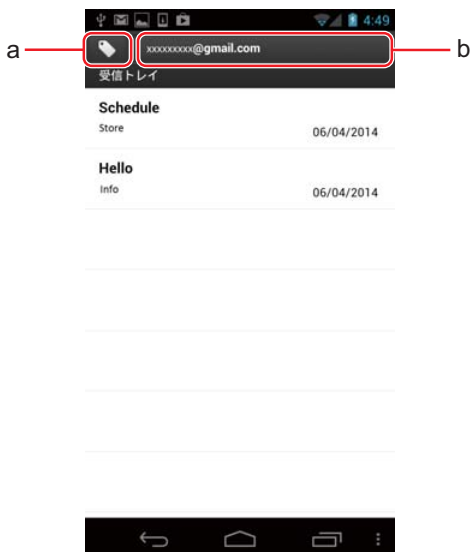 4:49
a
xxxxxxxxx@gmail.com
b
受信トレイ
Schedule
Store
06/04/2014
Hello
Info
06/04/2014